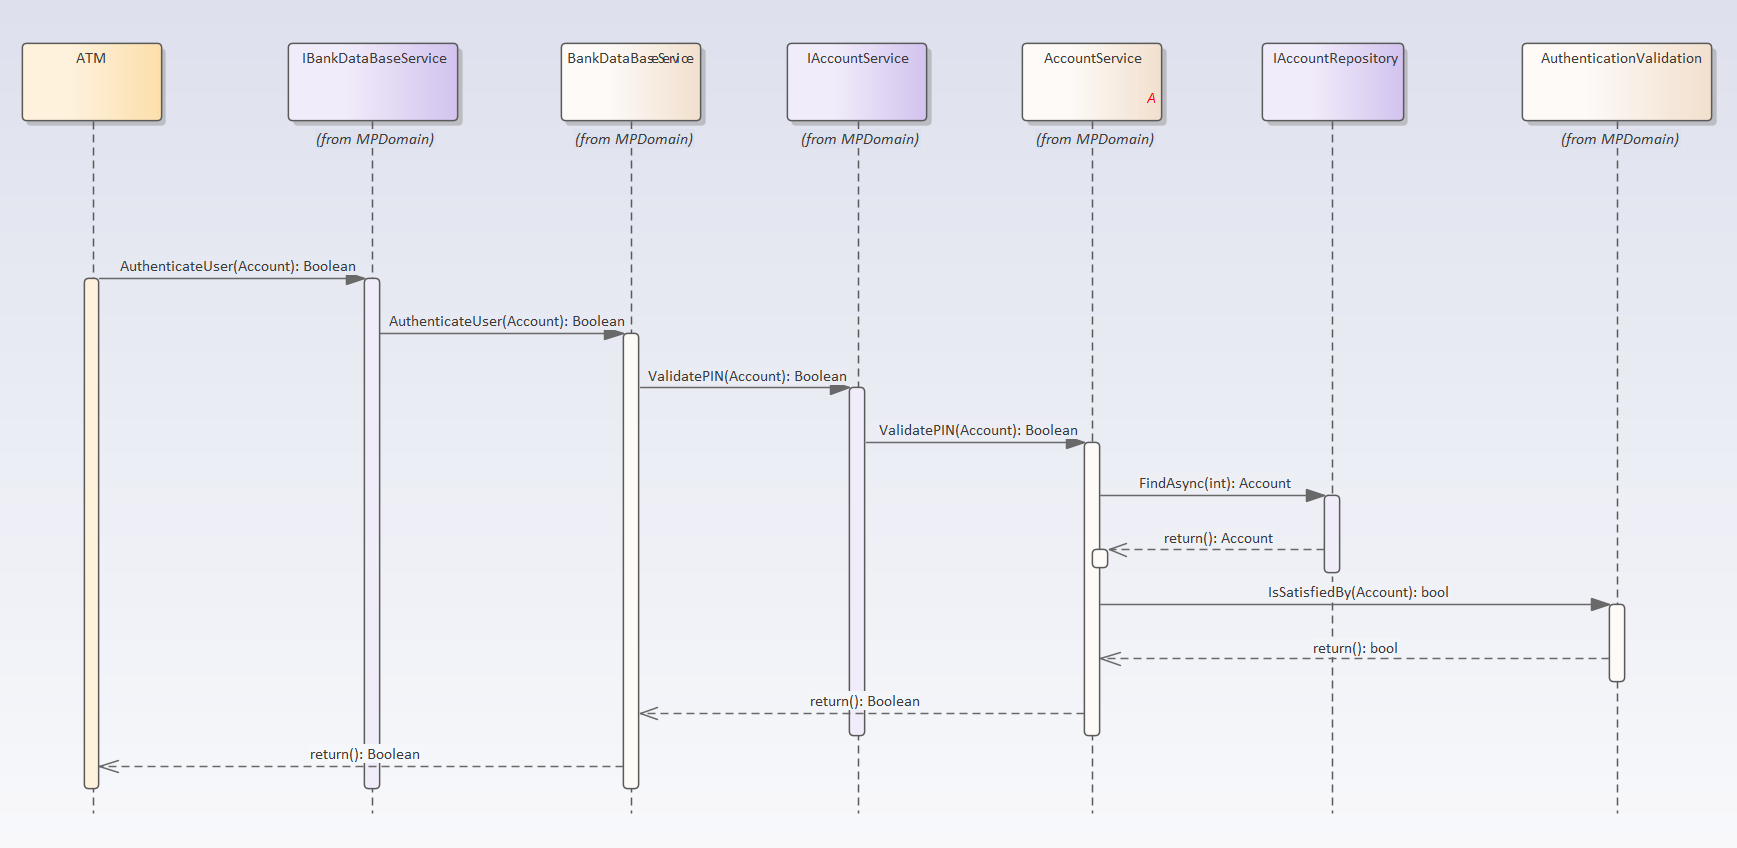 ATM
IBankDataBaseService
BankDataBaseService
IAccountService
AccountService
IAccountRepository
AuthenticationValidation
A
(from MPDomain)
(from MPDomain)
(from MPDomain)
(from MPDomain)
(from MPDomain)
AuthenticateUser(Account): Boolean
AuthenticateUser(Account): Boolean
ValidatePIN(Account): Boolean
ValidatePIN(Account): Boolean
FindAsync(int): Account
return(): Account
IsSatisfiedBy(Account): bool
return(): bool
return(): Boolean
return(): Boolean